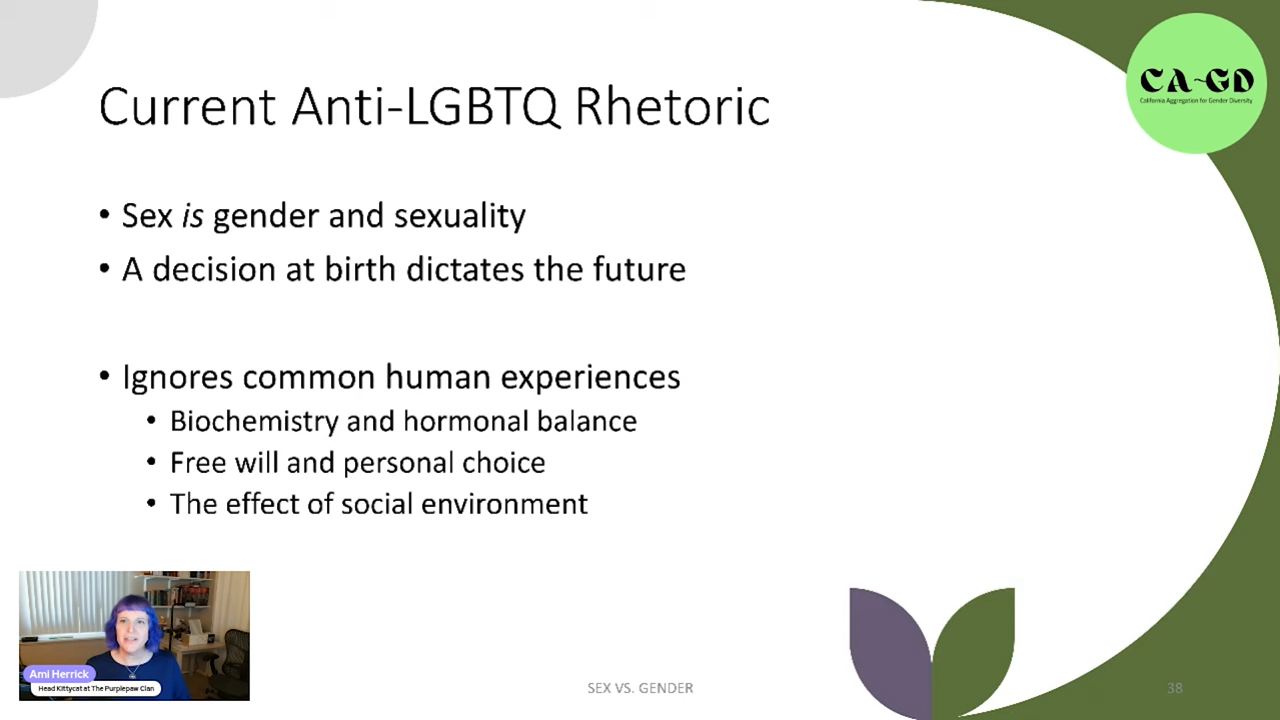 CA~GD
California Aggregation for Gender Diversity
Current Anti-LGBTQ Rhetoric
• Sex is gender and sexuality
• A decision at birth dictates the future
• Ignores common human experiences
• Biochemistry and hormonal balance
• Free will and personal choice
• The effect of social environment
Ami Herrick
Head Kittycat at The Purplepaw Clan
SEX VS. GENDER
38